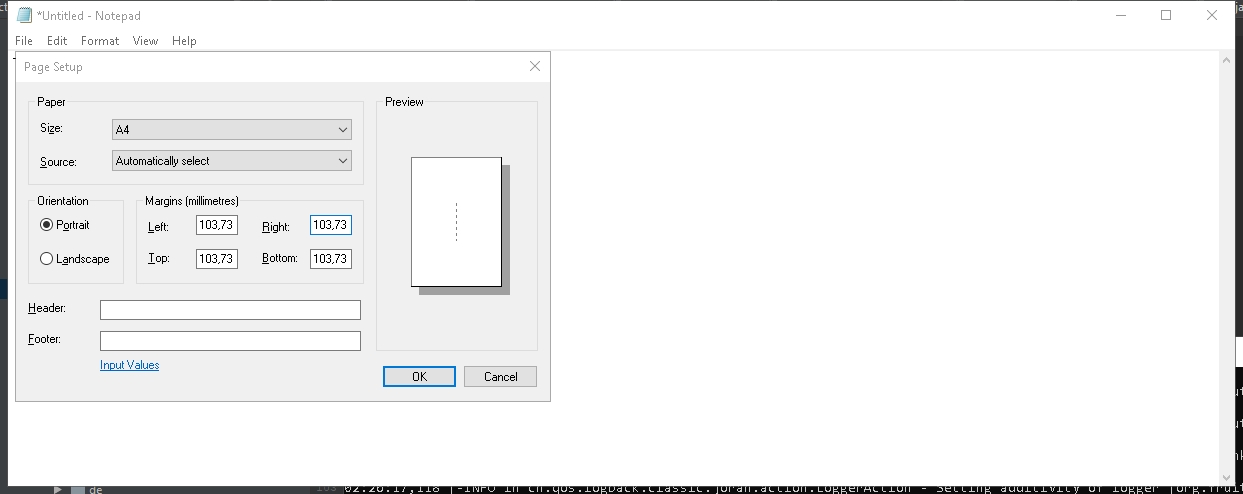 *Untitled - Notepad
File Edit Format View Help
Page Setup
Paper
Size: A4
Source: Automatically select
Orientation
Portrait
Landscape
Margins (millimetres)
Left: 103,73 Right: 103,73
Top: 103,73 Bottom: 103,73
Header:
Footer:
Input Values
Preview
OK Cancel
de
02:26:17,118 |-INFO in ch.qos.logback.classic.joran.action.LoggerAction - Setting additivity of logger